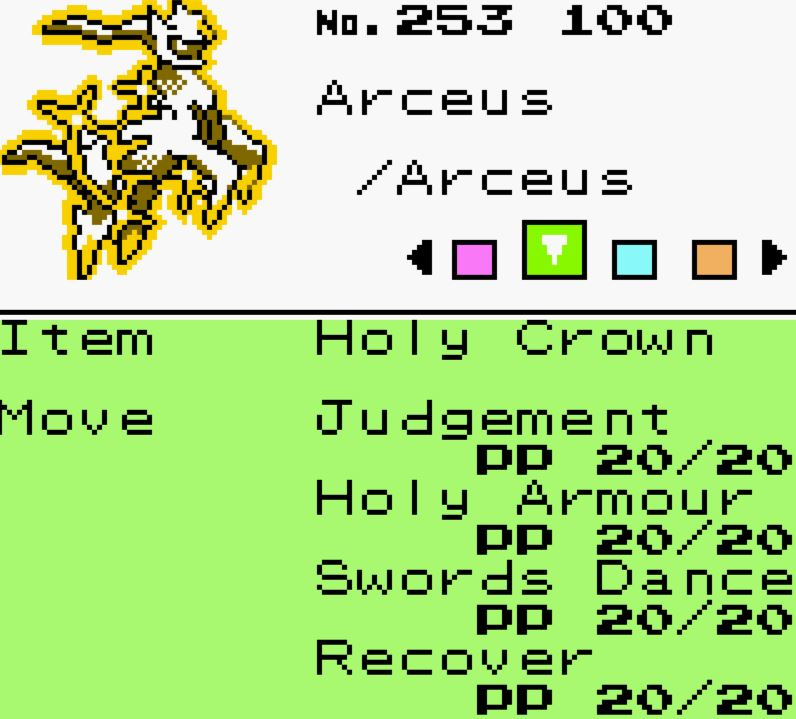 No. 253 100
Arceus
/Arceus
Item Holy Crown
Move Judgement
PP 20/20
Holy Armour
PP 20/20
Swords Dance
PP 20/20
Recover
PP 20/20